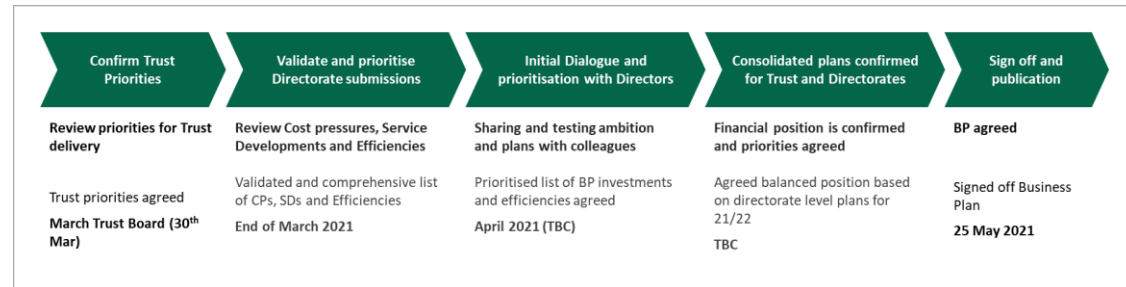 Confirm Trust
Priorities
Validate and prioritise
Directorate submissions
Initial Dialogue and
prioritisation with Directors
Consolidated plans confirmed
for Trust and Directorates
Sign off and
publication
Review priorities for Trust
delivery
Trust priorities agreed
March Trust Board (30th
Mar)
Review Cost pressures, Service
Developments and Efficiencies
Validated and comprehensive list
of CPs, SDs and Efficiencies
End of March 2021
Sharing and testing ambition
and plans with colleagues
Prioritised list of BP investments
and efficiencies agreed
April 2021 (TBC)
Financial position is confirmed
and priorities agreed
Agreed balanced position based
on directorate level plans for
21/22
TBC
BP agreed
Signed off Business
Plan
25 May 2021